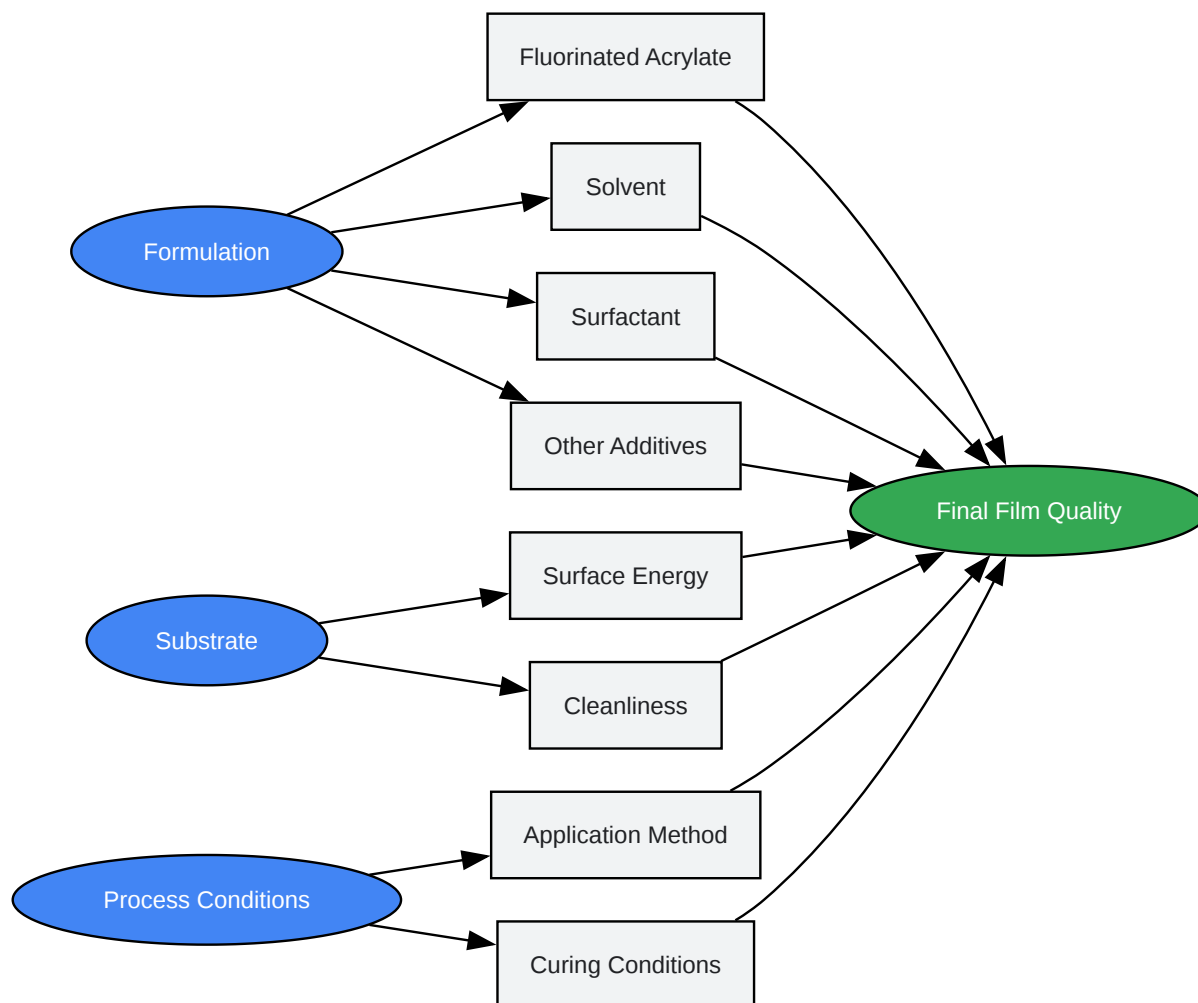 Fluorinated Acrylate
Solvent
Formulation
Surfactant
Other Additives
Final Film Quality
Surface Energy
Substrate
Cleanliness
Application Method
Process Conditions
Curing Conditions